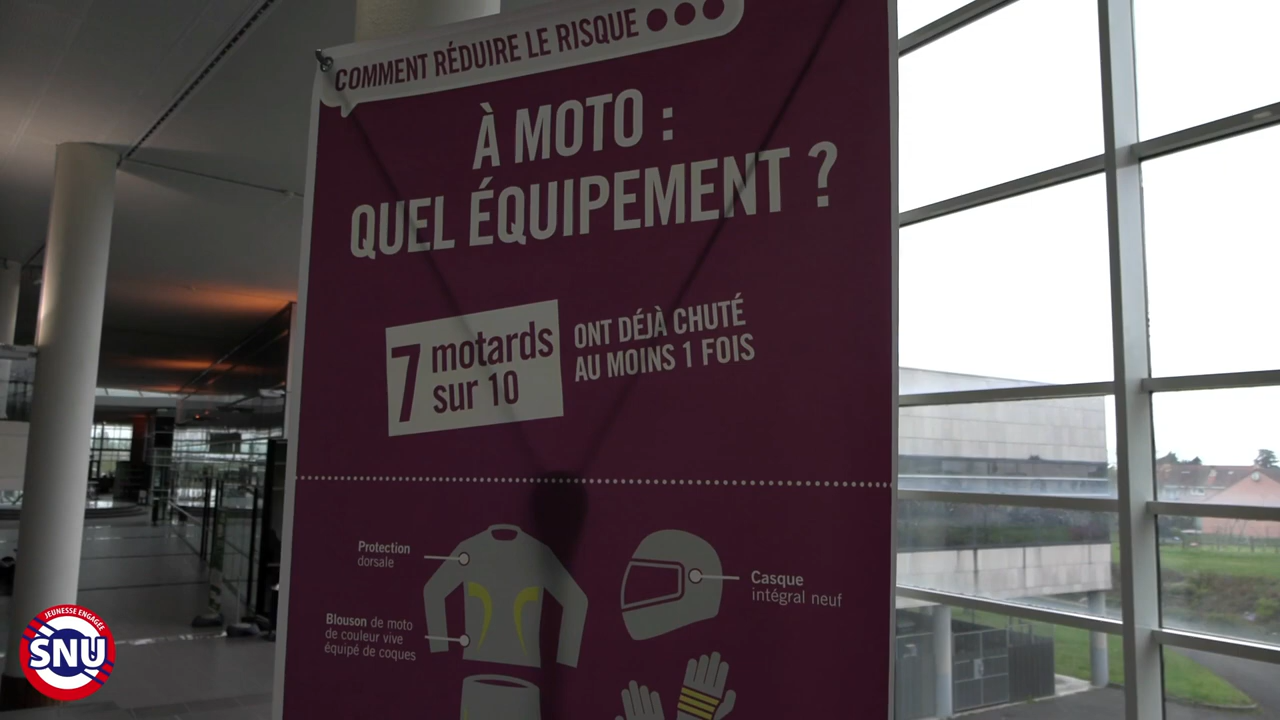 COMMENT RÉDUIRE LE RISQUE
À MOTO :
QUEL ÉQUIPEMENT ?
7 motards
sur 10
ONT DÉJÀ CHUTÉ
AU MOINS 1 FOIS
Protection
dorsale
Casque
intégral neuf
Blouson de moto
de couleur vive
équipé de coques
JEUNESSE ENGAGÉE
SNU